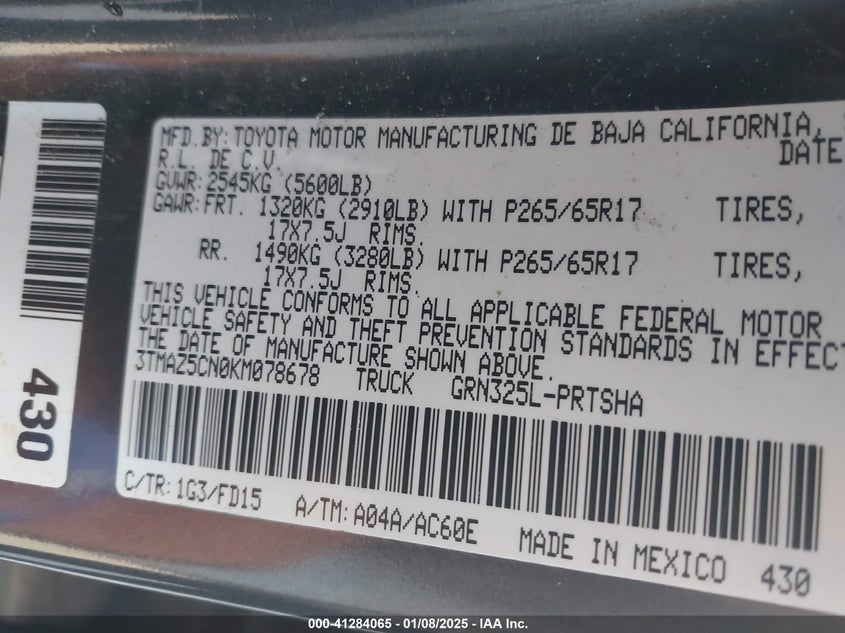 430
MFD.BY:TOYOTA MOTOR MANUFACTURING DE BAJA CALIFORNIA,
R.L. DE C.V. DATE
GVWR:2545KG (5600LB)
GAWR:FRT. 1320KG (2910LB) WITH P265/65R17 TIRES,
17X7.5J RIMS.
RR. 1490KG (3280LB) WITH P265/65R17 TIRES,
17X7.5J RIMS.
THIS VEHICLE CONFORMS TO ALL APPLICABLE FEDERAL MOTOR
VEHICLE SAFETY AND THEFT PREVENTION STANDARDS IN EFFECT
THE DATE OF MANUFACTURE SHOWN ABOVE.
3TMA25CN0KM078678 TRUCK GRN325L-PRTSHA
C/TR:1G3/FD15 A/TM:A04A/AC60E MADE IN MEXICO 430
000-41284065 - 01/08/2025 - IAA Inc.